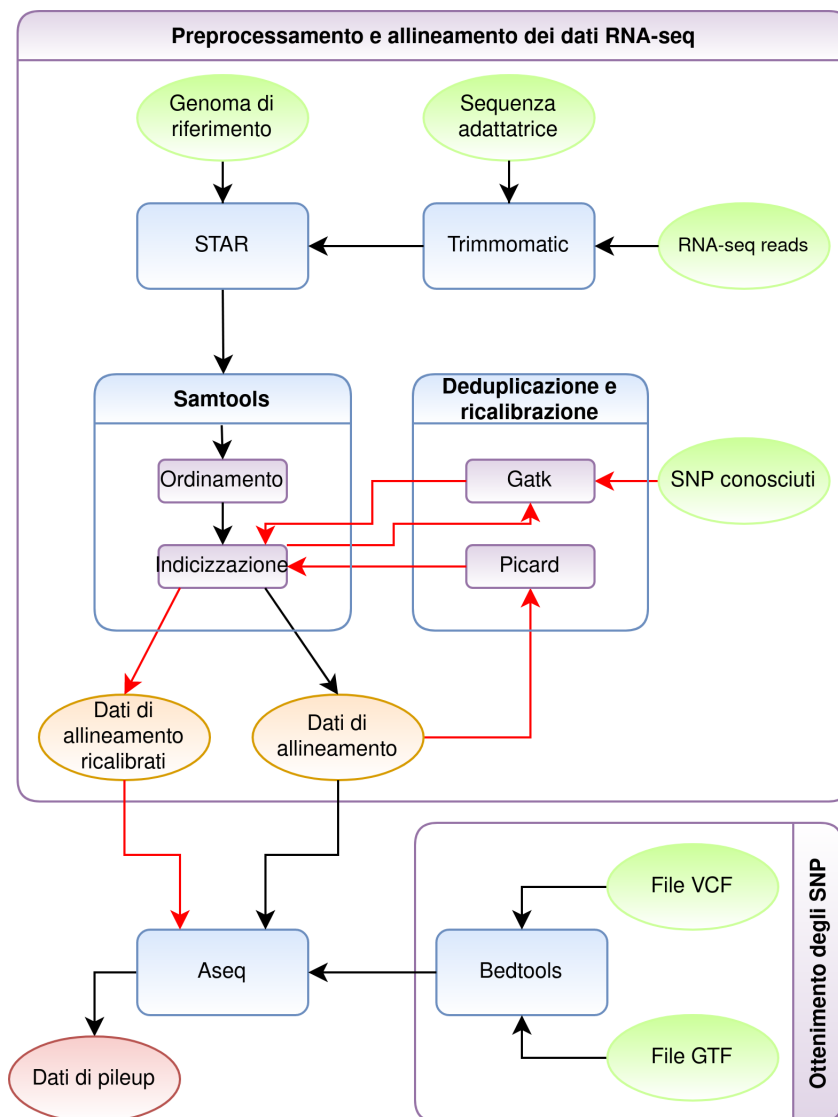 Preprocessamento e allineamento dei dati RNA-seq
Genoma di
riferimento
Sequenza
adattatrice
STAR
Trimmomatic
RNA-seq reads
Samtools
Deduplicazione e
ricalibrazione
Ordinamento
Gatk
SNP conosciuti
Indicizzazione
Picard
Dati di
allineamento
ricalibrati
Dati di
allineamento
File VCF
Aseq
Bedtools
Ottenimento degli SNP
File GTF
Dati di pileup